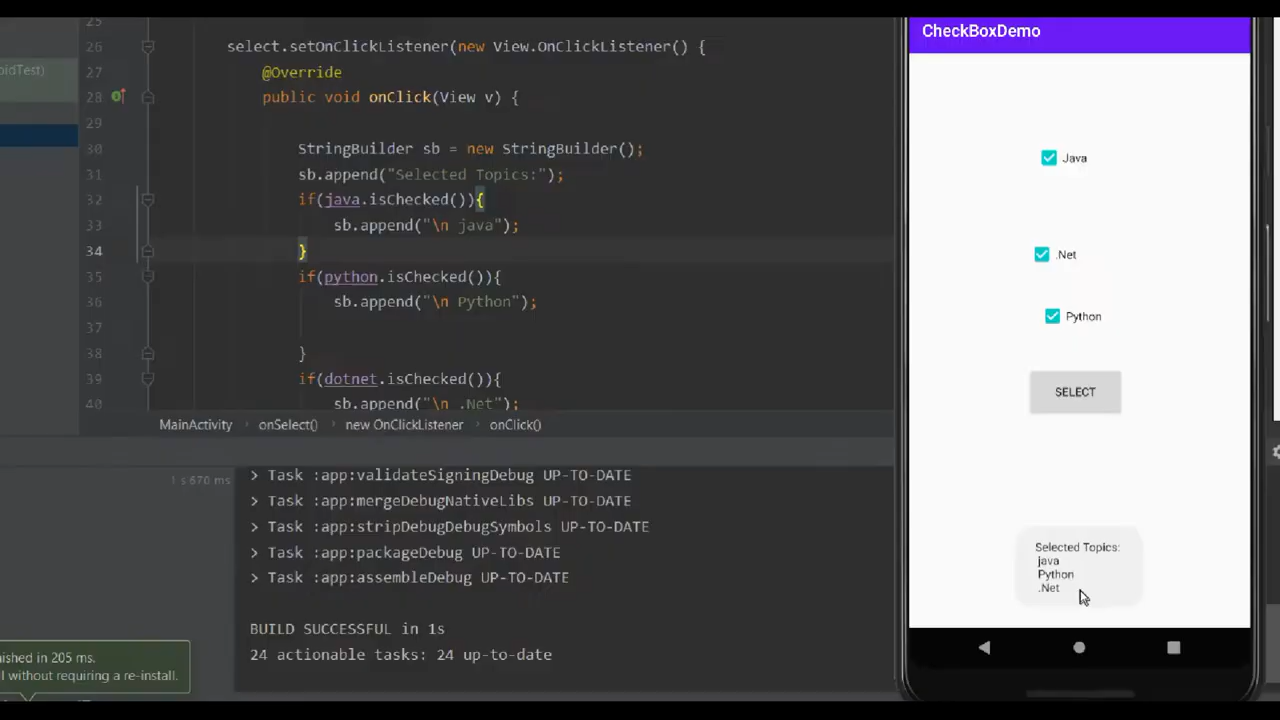 oidTest)
25
26 select.setOnClickListener(new View.OnClickListener() {
27 @Override
28 public void onClick(View v) {
29
30 StringBuilder sb = new StringBuilder();
31 sb.append("Selected Topics:");
32 if(java.isChecked()){
33 sb.append("\n java");
34 }
35 if(python.isChecked()){
36 sb.append("\n Python");
37
38 }
39 if(dotnet.isChecked()){
40 sb.append("\n .Net");
MainActivity onSelect() new OnClickListener onClick()
1 s 670 ms
> Task :app:validateSigningDebug UP-TO-DATE
> Task :app:mergeDebugNativeLibs UP-TO-DATE
> Task :app:stripDebugDebugSymbols UP-TO-DATE
> Task :app:packageDebug UP-TO-DATE
> Task :app:assembleDebug UP-TO-DATE
BUILD SUCCESSFUL in 1s
24 actionable tasks: 24 up-to-date
ished in 205 ms.
l without requiring a re-install.
CheckBoxDemo
Java
.Net
Python
SELECT
Selected Topics:
java
Python
.Net